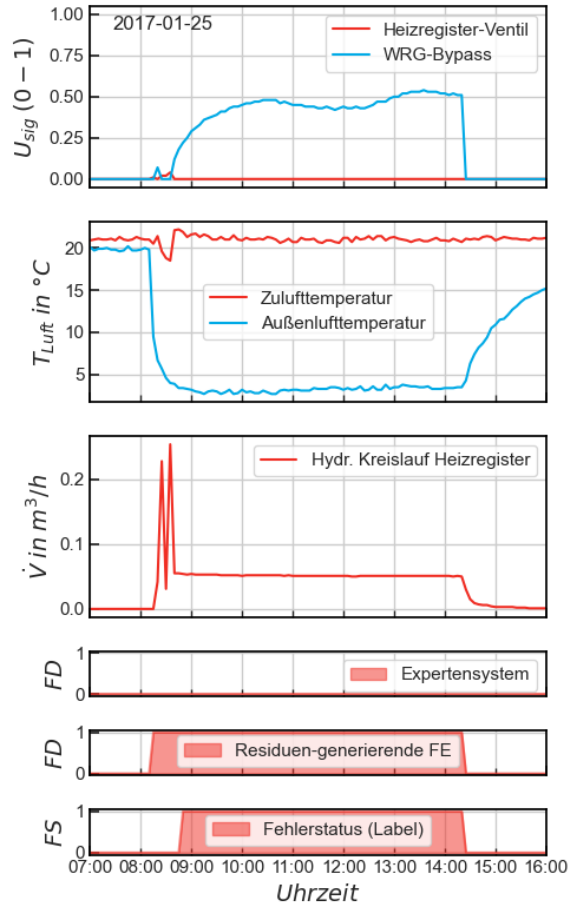 2017-01-25
Heizregister-Ventil
WRG-Bypass
1.00
0.75
0.50
0.25
0.00
U_sig (0 − 1)
20
15
10
5
T_Luft in °C
Zulufttemperatur
Außenlufttemperatur
0.2
0.1
0.0
V̇ in m³/h
Hydr. Kreislauf Heizregister
1
0
FD
Expertensystem
1
0
FD
Residuen-generierende FE
1
0
FS
Fehlerstatus (Label)
07:00 08:00 09:00 10:00 11:00 12:00 13:00 14:00 15:00 16:00
Uhrzeit